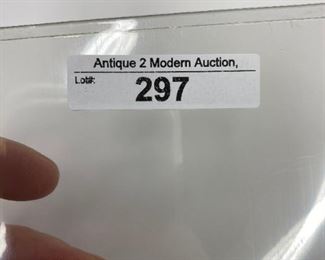 Antique 2 Modern Auction,
Lot#:
297